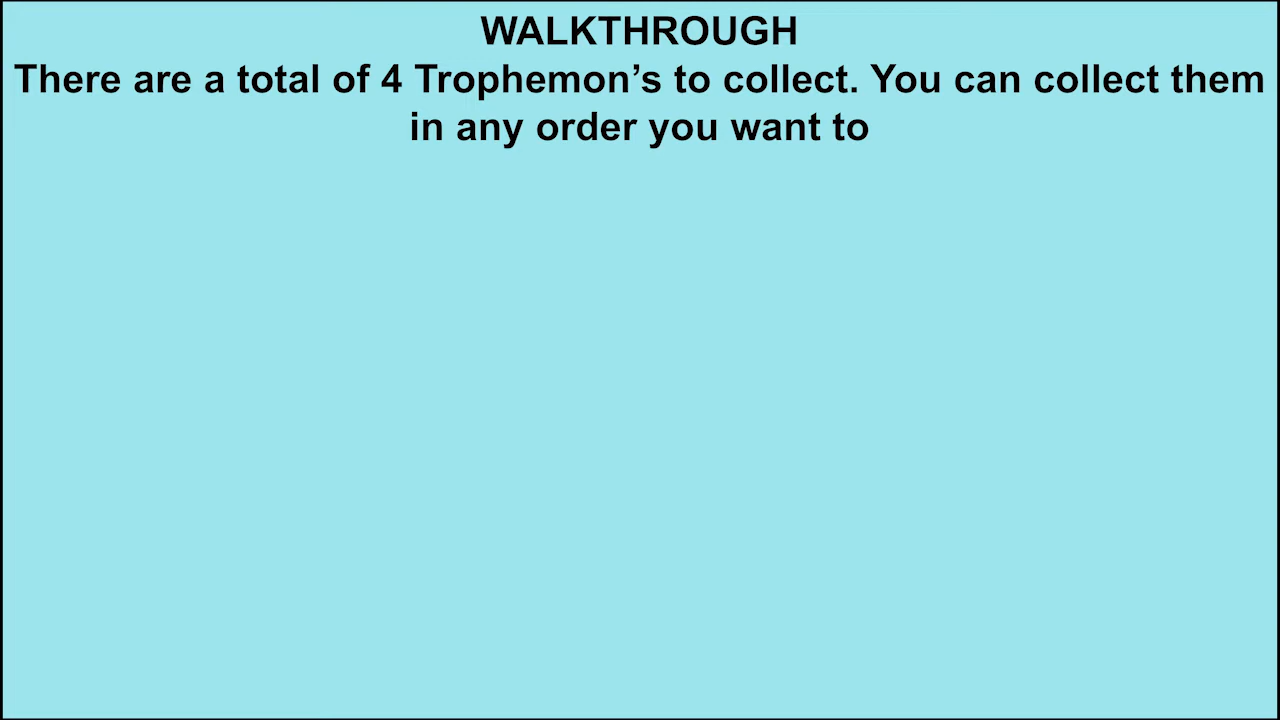 WALKTHROUGH
There are a total of 4 Trophemon’s to collect. You can collect them
in any order you want to